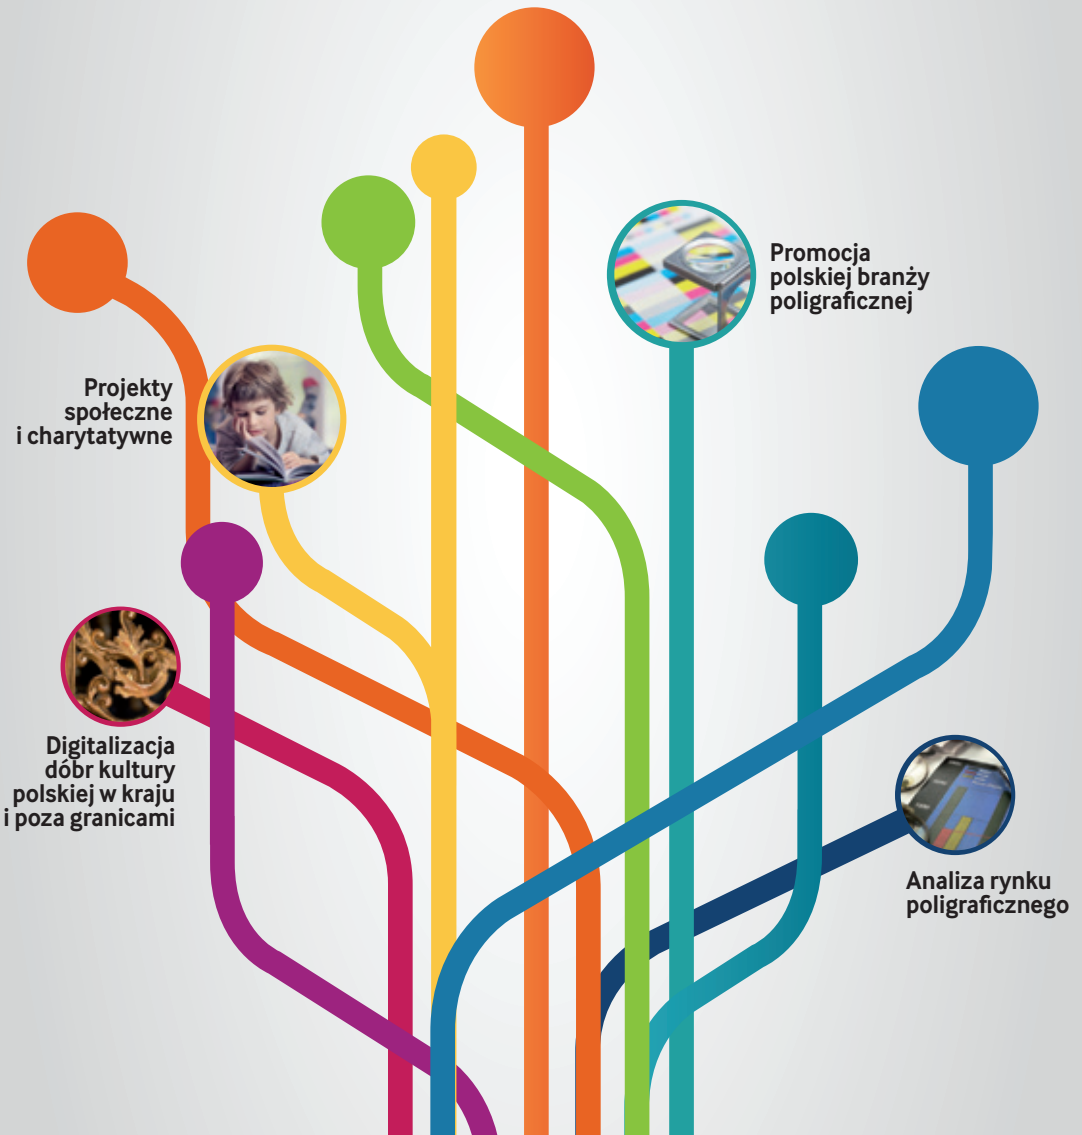 Promocja
polskiej branży
poligraficznej
Projekty
społeczne
i charytatywne
Digitalizacja
dóbr kultury
polskiej w kraju
i poza granicami
Analiza rynku
poligraficznego